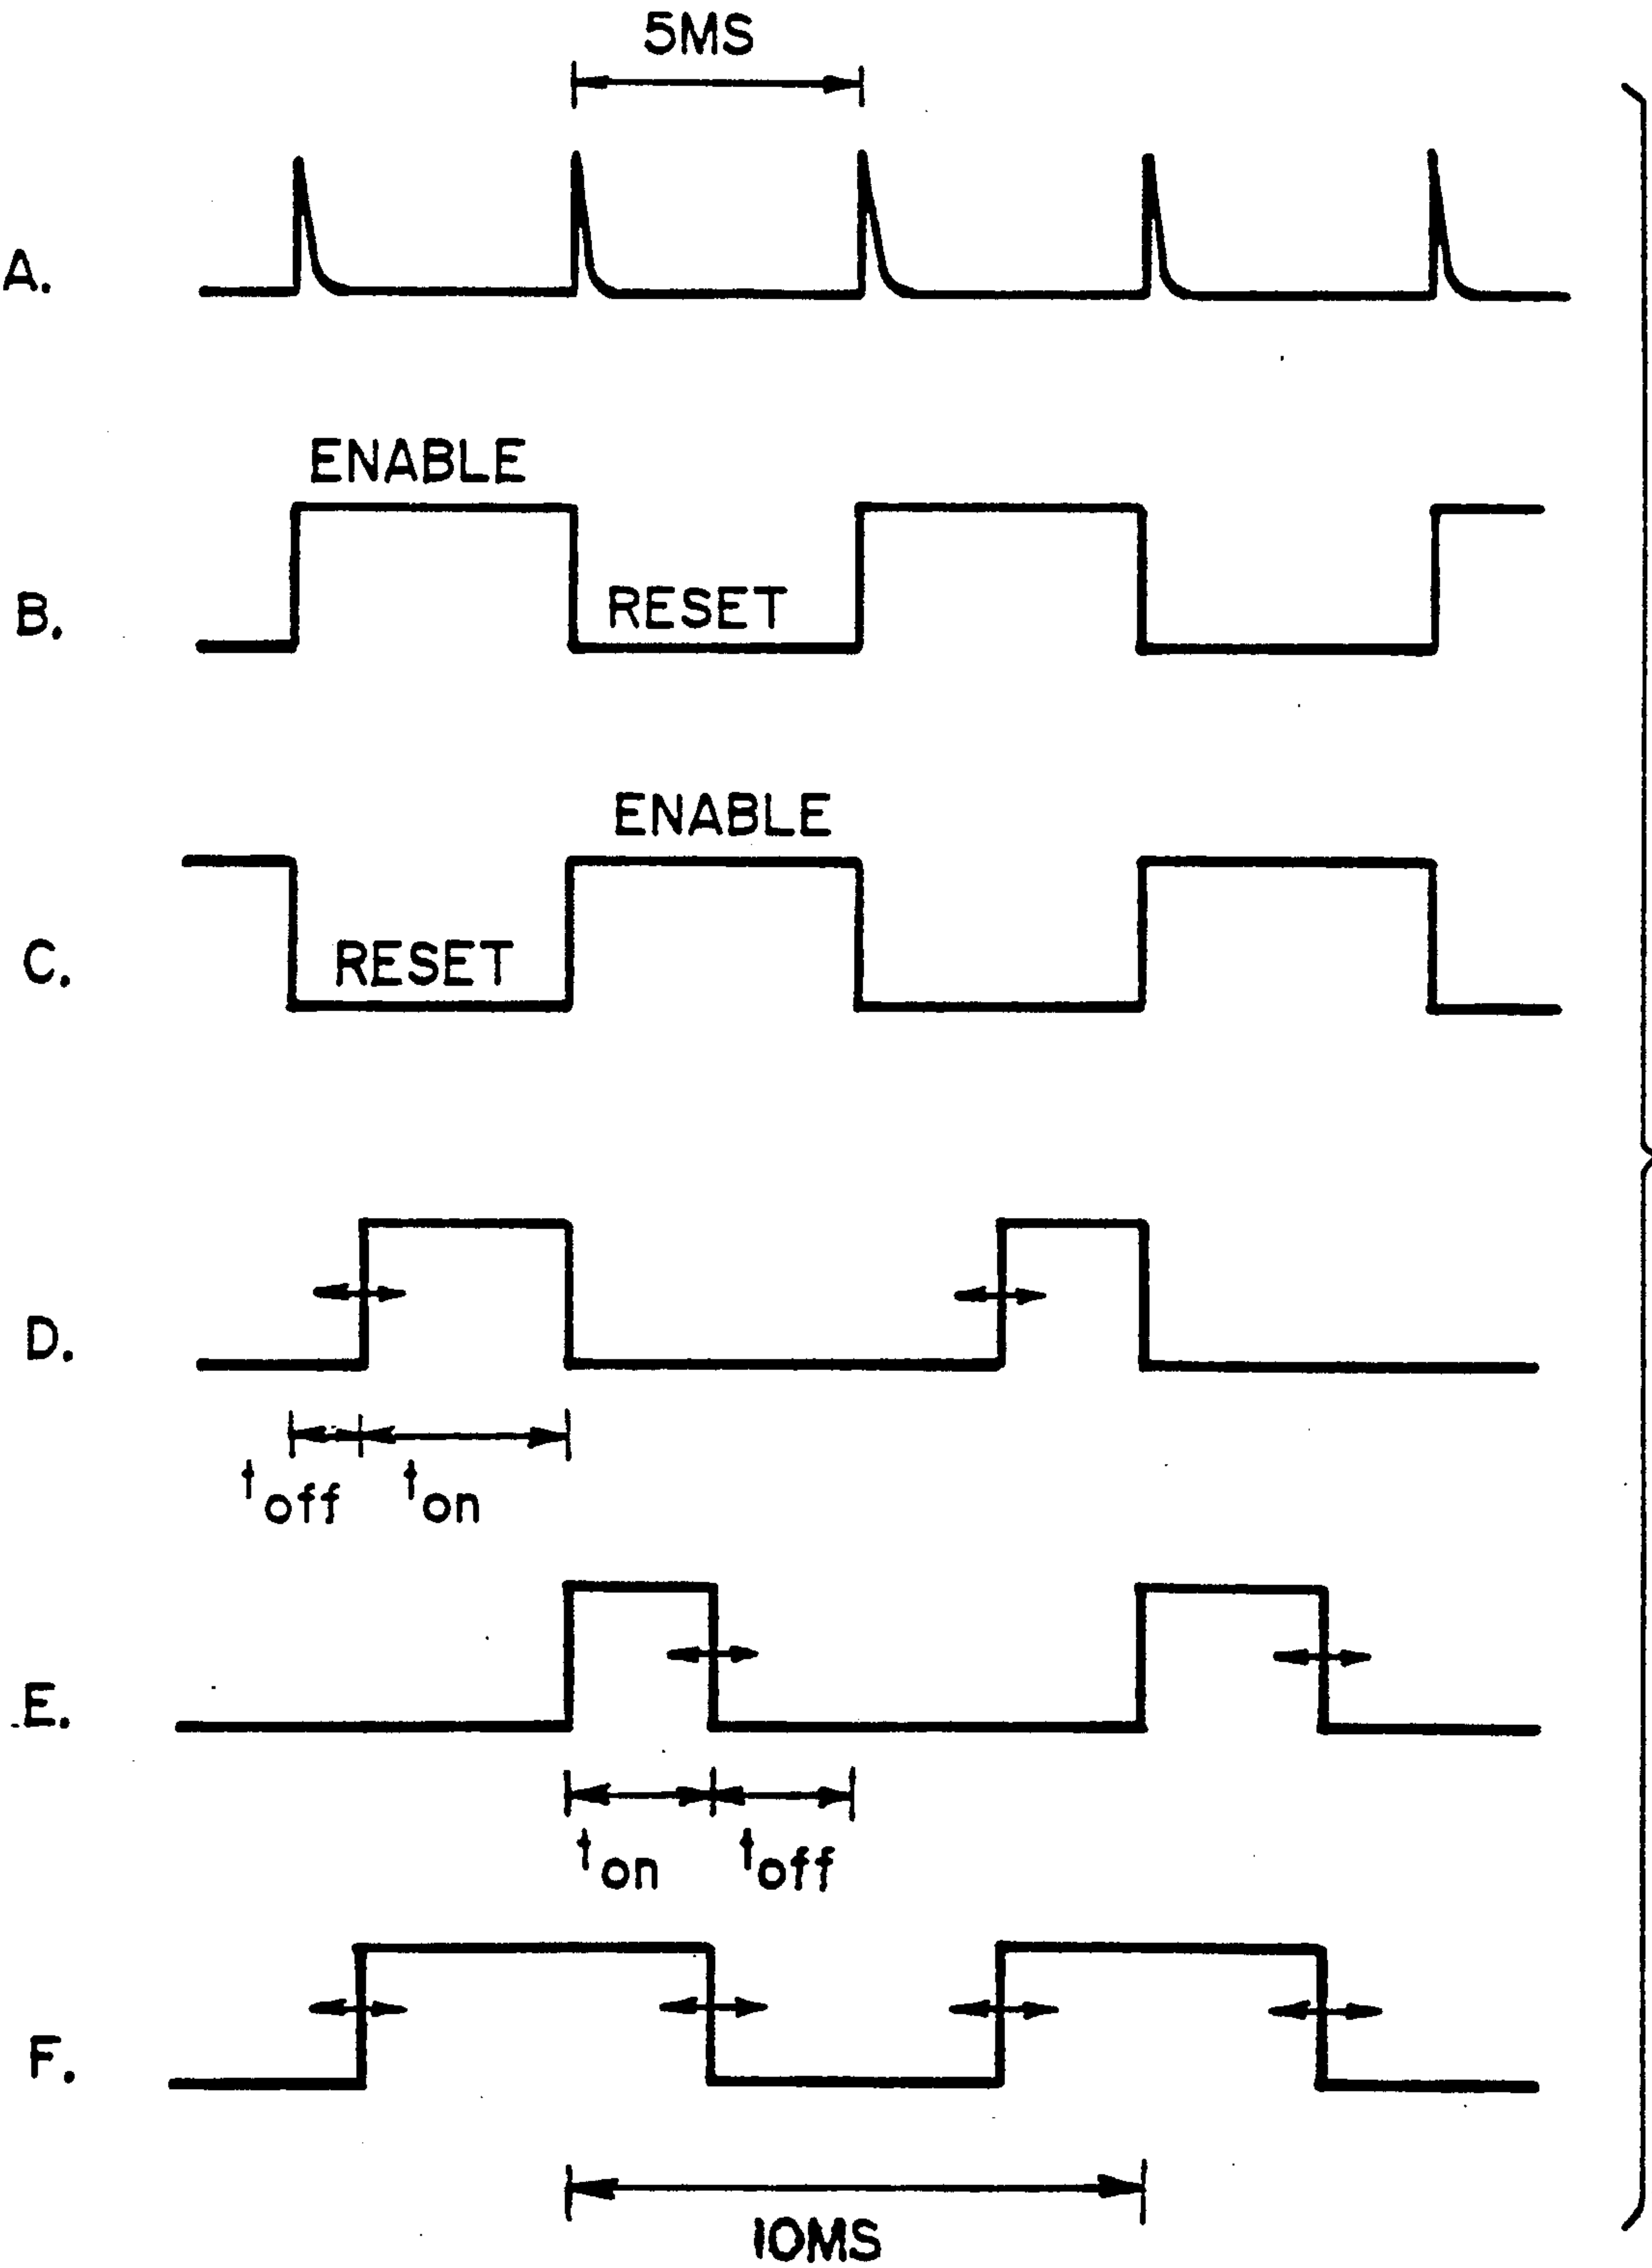 5MS
A.
ENABLE
B.
RESET
ENABLE
C.
RESET
D.
toff ton
E.
ton toff
F.
10MS